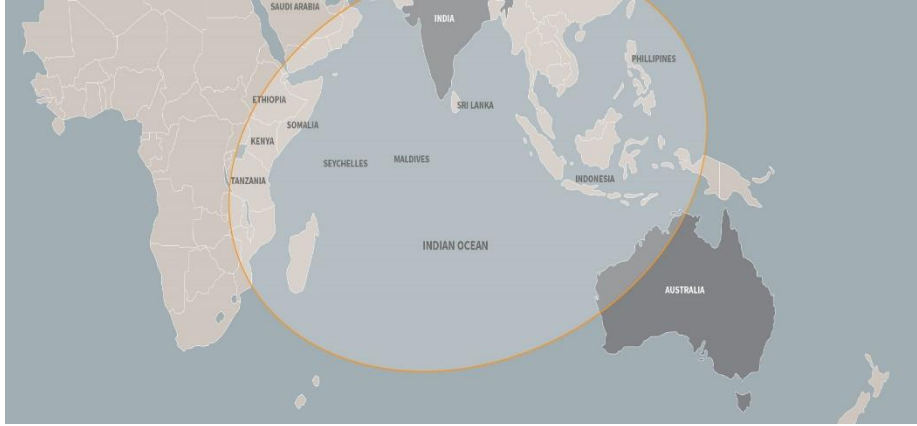 SAUDI ARABIA
INDIA
PHILLIPINES
ETHIOPIA
SRI LANKA
SOMALIA
KENYA
SEYCHELLES
MALDIVES
TANZANIA
INDONESIA
INDIAN OCEAN
AUSTRALIA